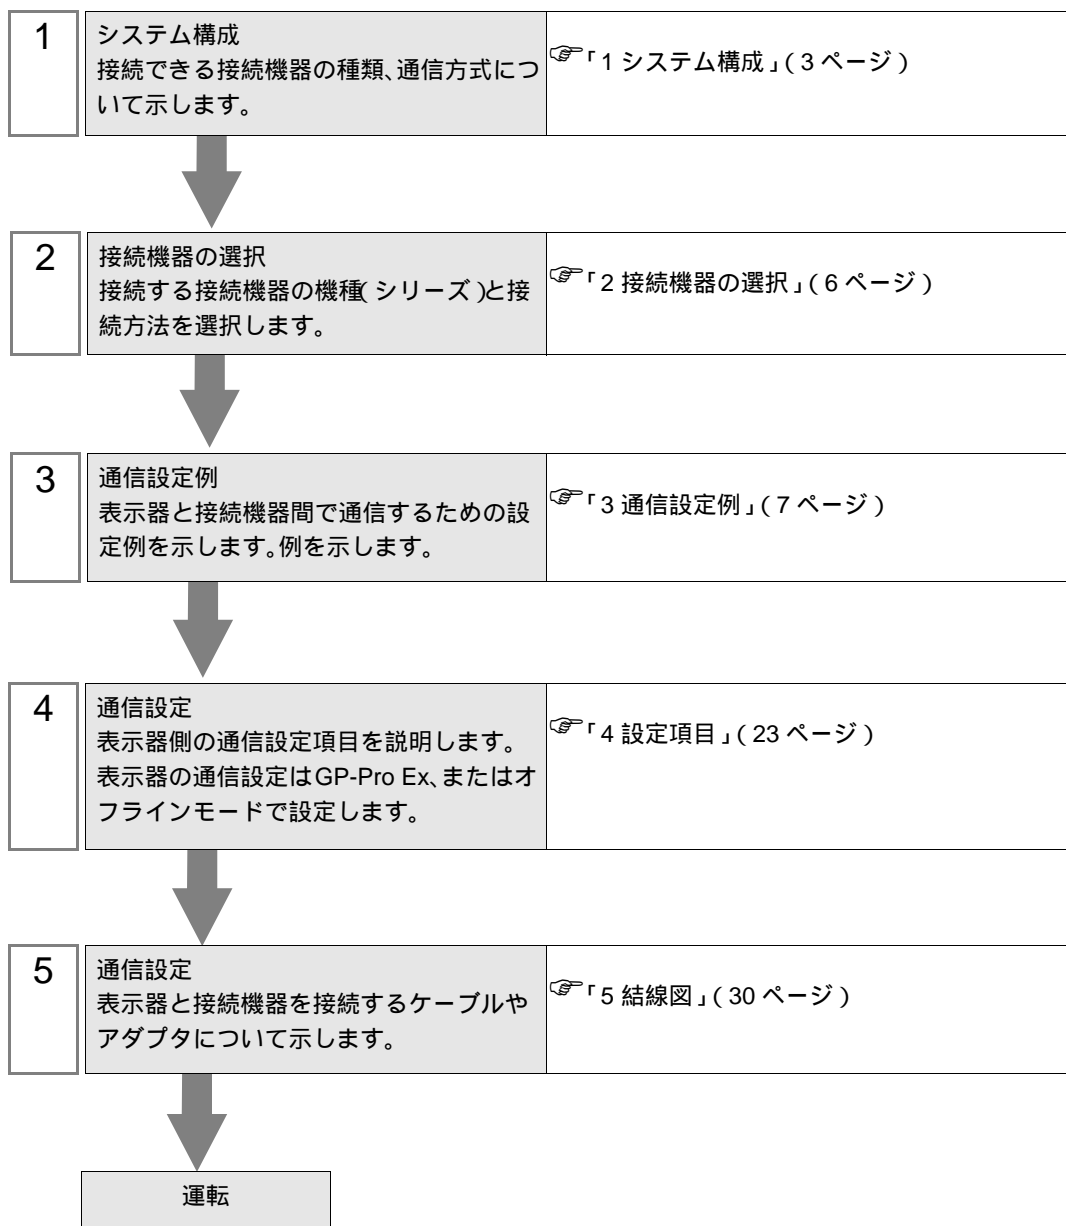 1
システム構成
接続できる接続機器の種類、通信方式につ
いて示します。
☞「1 システム構成」(3 ページ)
2
接続機器の選択
接続する接続機器の機種(シリーズ)と接
続方法を選択します。
☞「2 接続機器の選択」(6 ページ)
3
通信設定例
表示器と接続機器間で通信するための設
定例を示します。例を示します。
☞「3 通信設定例」(7 ページ)
4
通信設定
表示器側の通信設定項目を説明します。
表示器の通信設定はGP-Pro Ex、またはオ
フラインモードで設定します。
☞「4 設定項目」(23 ページ)
5
通信設定
表示器と接続機器を接続するケーブルや
アダプタについて示します。
☞「5 結線図」(30 ページ)
運転